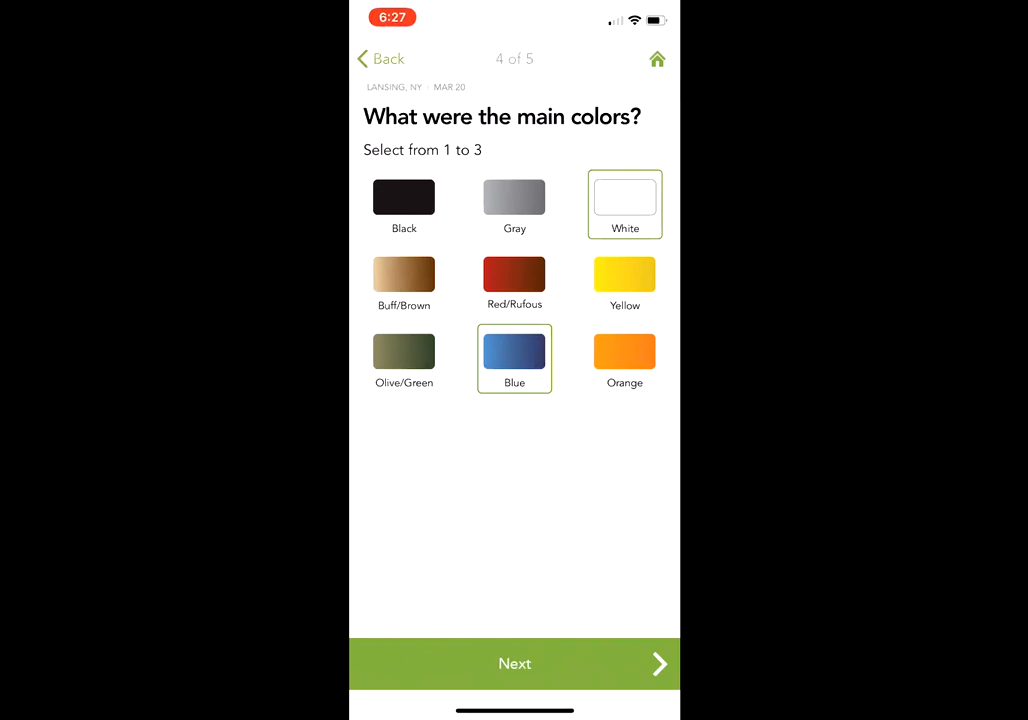 6:27
Back
4 of 5
LANSING, NY · MAR 20
What were the main colors?
Select from 1 to 3
Black
Gray
White
Buff/Brown
Red/Rufous
Yellow
Olive/Green
Blue
Orange
Next